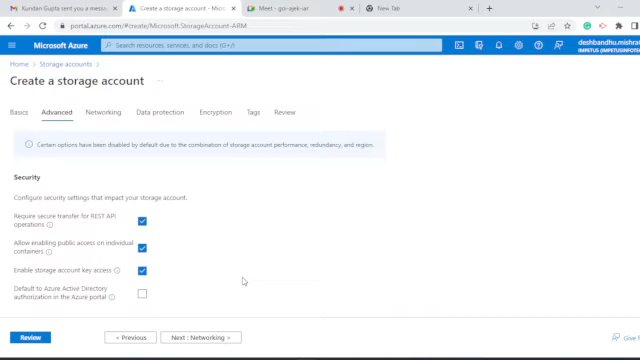 Kundan Gupta sent you a messa
Create a storage account - Micros
Meet - goi-ajek-iar
New Tab
portal.azure.com/#create/Microsoft.StorageAccount-ARM
Microsoft Azure
Search resources, services, and docs (G+/)
deshbandhu.mishra
IMPETUS (IMPETUSINFOTE
Home > Storage accounts >
Create a storage account ...
Basics Advanced Networking Data protection Encryption Tags Review
Certain options have been disabled by default due to the combination of storage account performance, redundancy, and region.
Security
Configure security settings that impact your storage account.
Require secure transfer for REST API
operations
Allow enabling public access on individual
containers
Enable storage account key access
Default to Azure Active Directory
authorization in the Azure portal
Review
< Previous
Next : Networking >
Give f